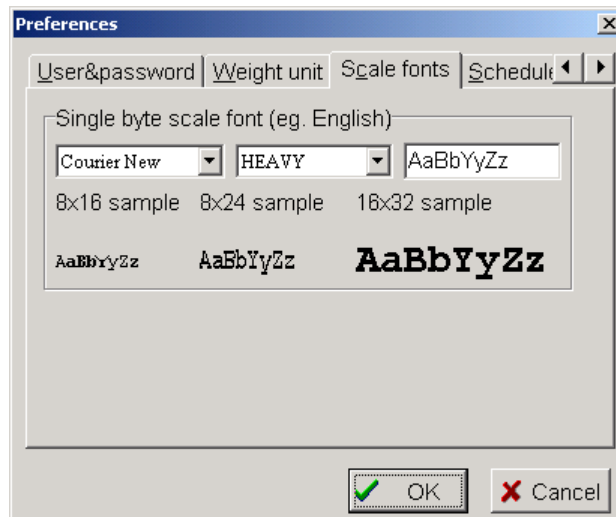 Preferences
User&password Weight unit Scale fonts Schedule
Single byte scale font (eg. English)
Courier New HEAVY AaBbYyZz
8x16 sample 8x24 sample 16x32 sample
AaBbYyZz AaBbYyZz AaBbYyZz
OK Cancel